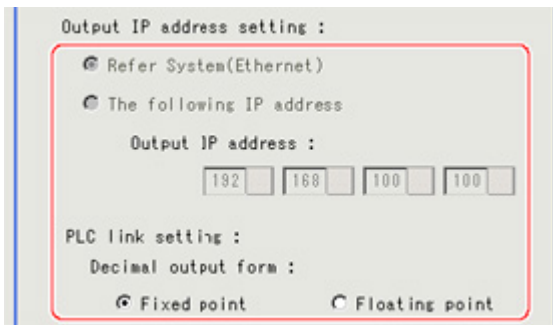 Output IP address setting :
Refer System(Ethernet)
The following IP address
Output IP address :
192 168 100 100
PLC link setting :
Decimal output form :
Fixed point Floating point